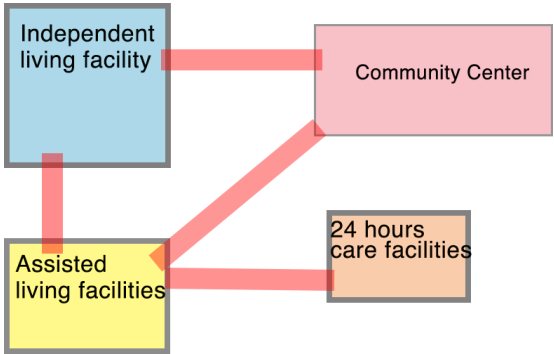 Independent
living facility
Community Center
24 hours
care facilities
Assisted
living facilities